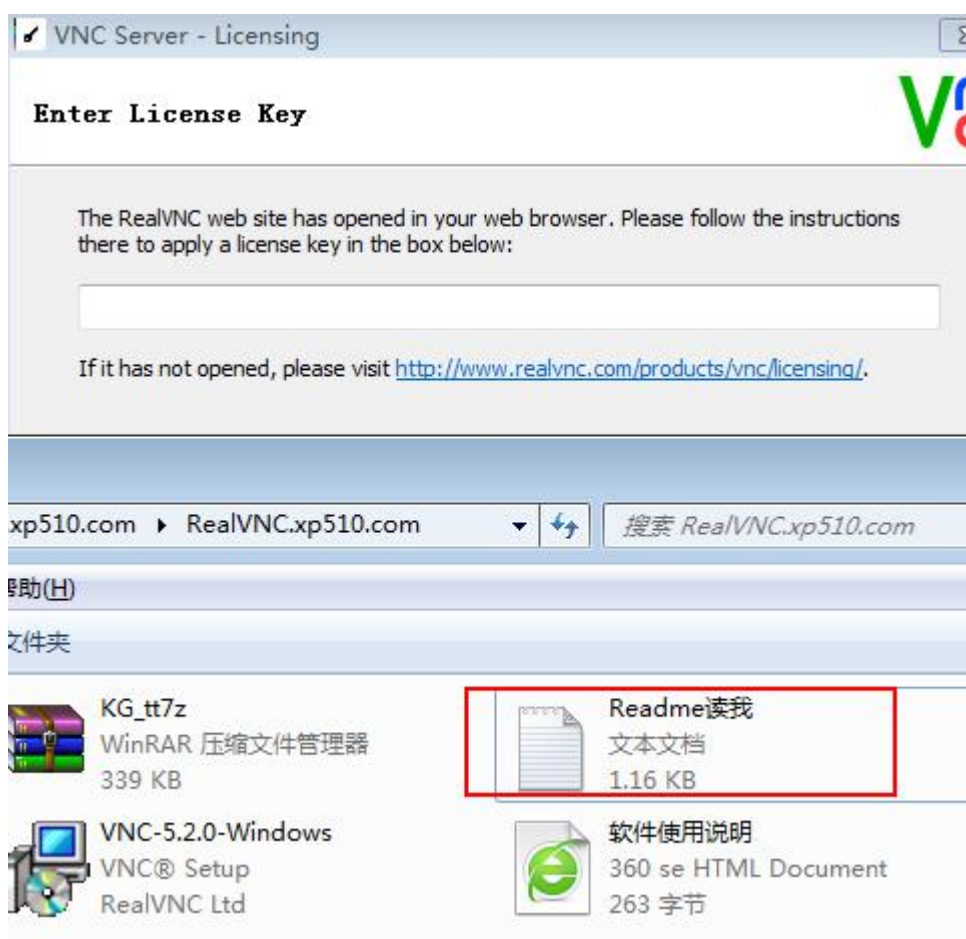 VNC Server - Licensing
Enter License Key
The RealVNC web site has opened in your web browser. Please follow the instructions
there to apply a license key in the box below:
If it has not opened, please visit http://www.realvnc.com/products/vnc/licensing/.
xp510.com ▸ RealVNC.xp510.com
搜索 RealVNC.xp510.com
帮助(H)
文件夹
KG_tt7z
WinRAR 压缩文件管理器
339 KB
Readme读我
文本文档
1.16 KB
VNC-5.2.0-Windows
VNC® Setup
RealVNC Ltd
软件使用说明
360 se HTML Document
263 字节